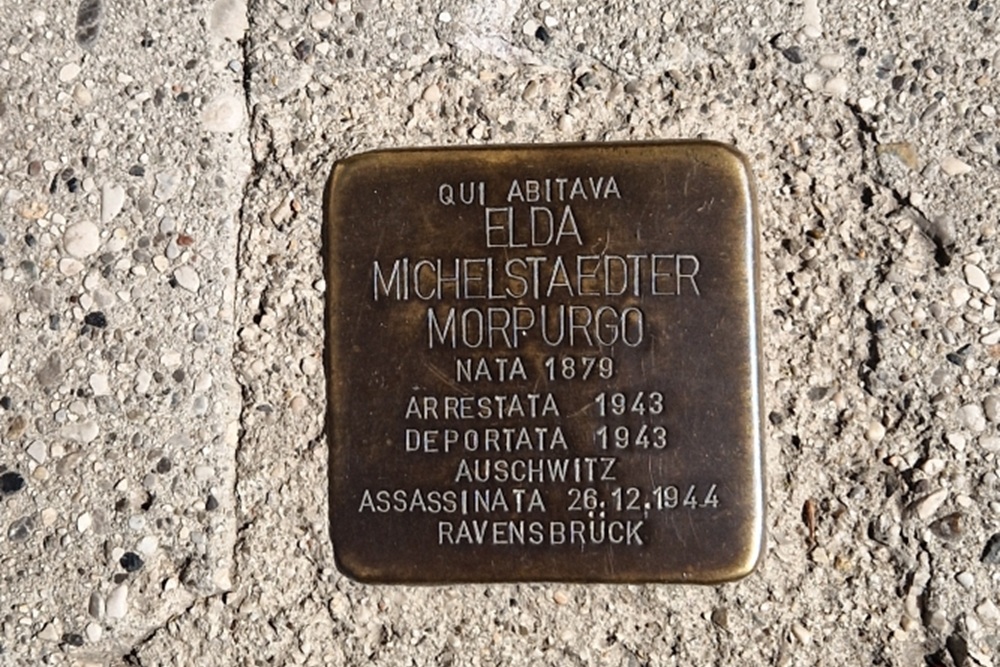 QUI ABITAVA
ELDA
MICHELSTAEDTER
MORPURGO
NATA 1879
ARRESTATA 1943
DEPORTATA 1943
AUSCHWITZ
ASSASSINATA 26.12.1944
RAVENSBRÜCK